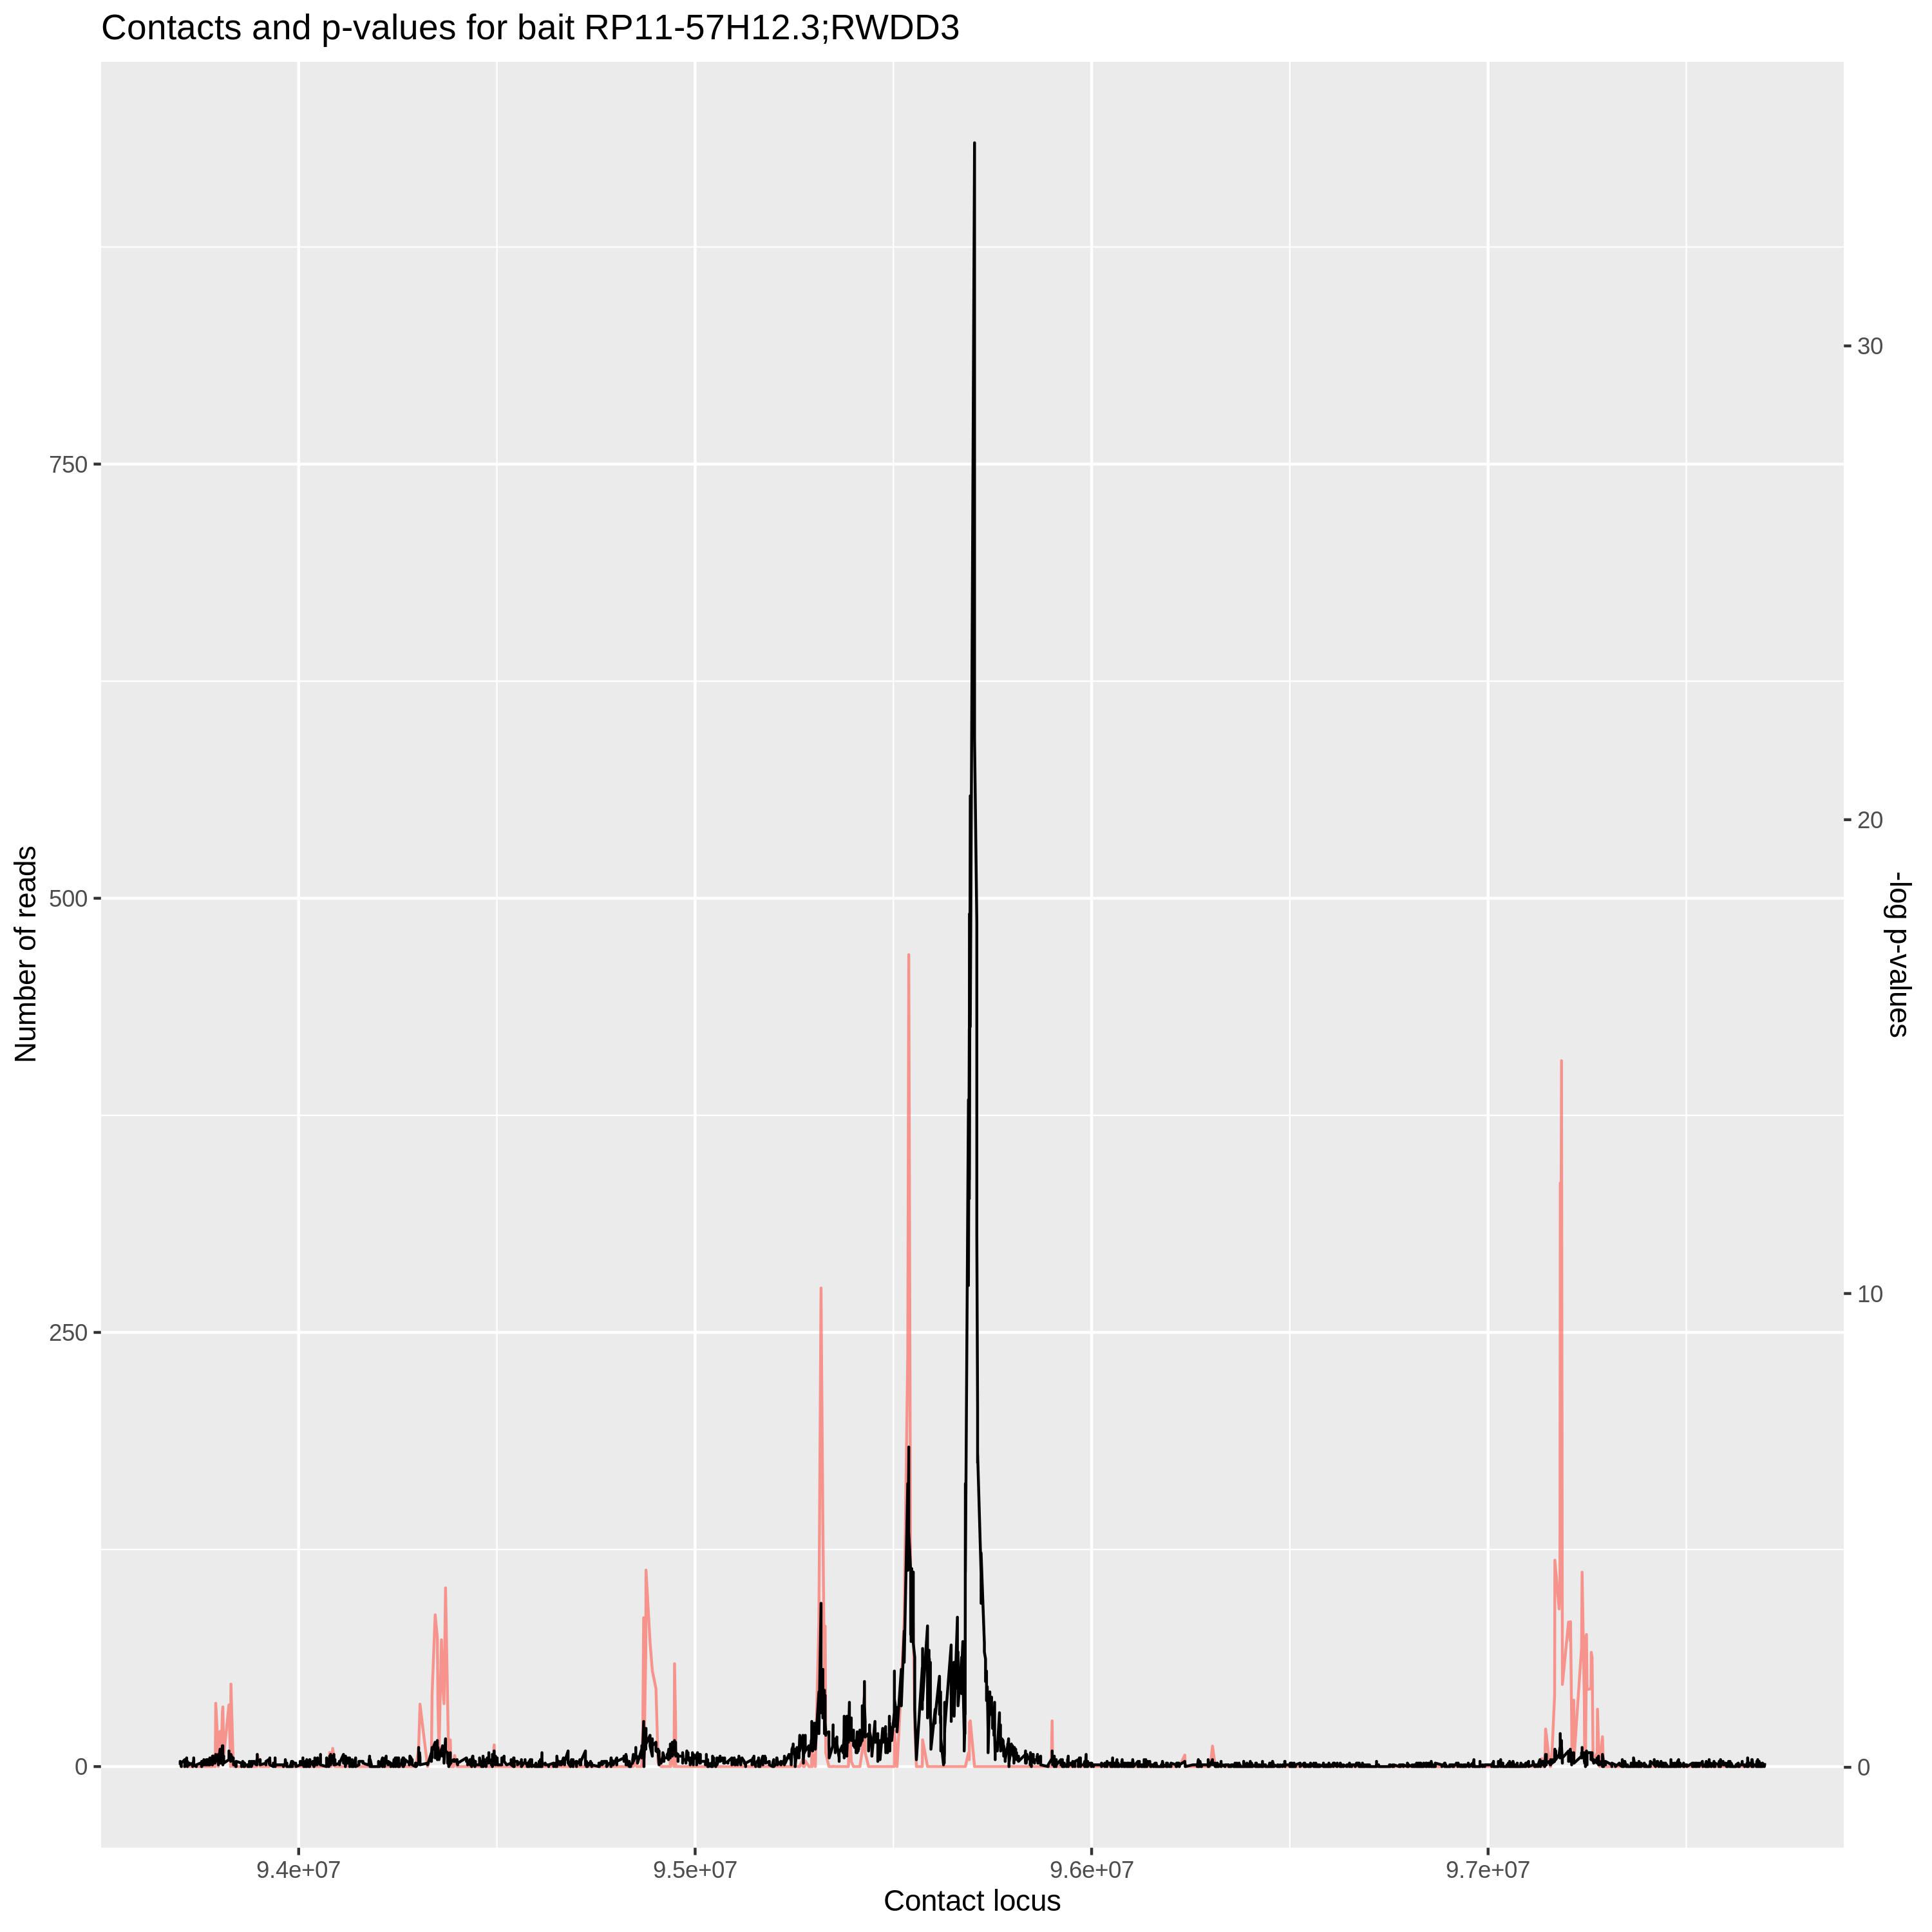 Contacts and p-values for bait RP11-57H12.3;RWDD3
Number of reads
750
500
250
0
30
20
10
0
-log p-values
9.4e+07
9.5e+07
9.6e+07
9.7e+07
Contact locus